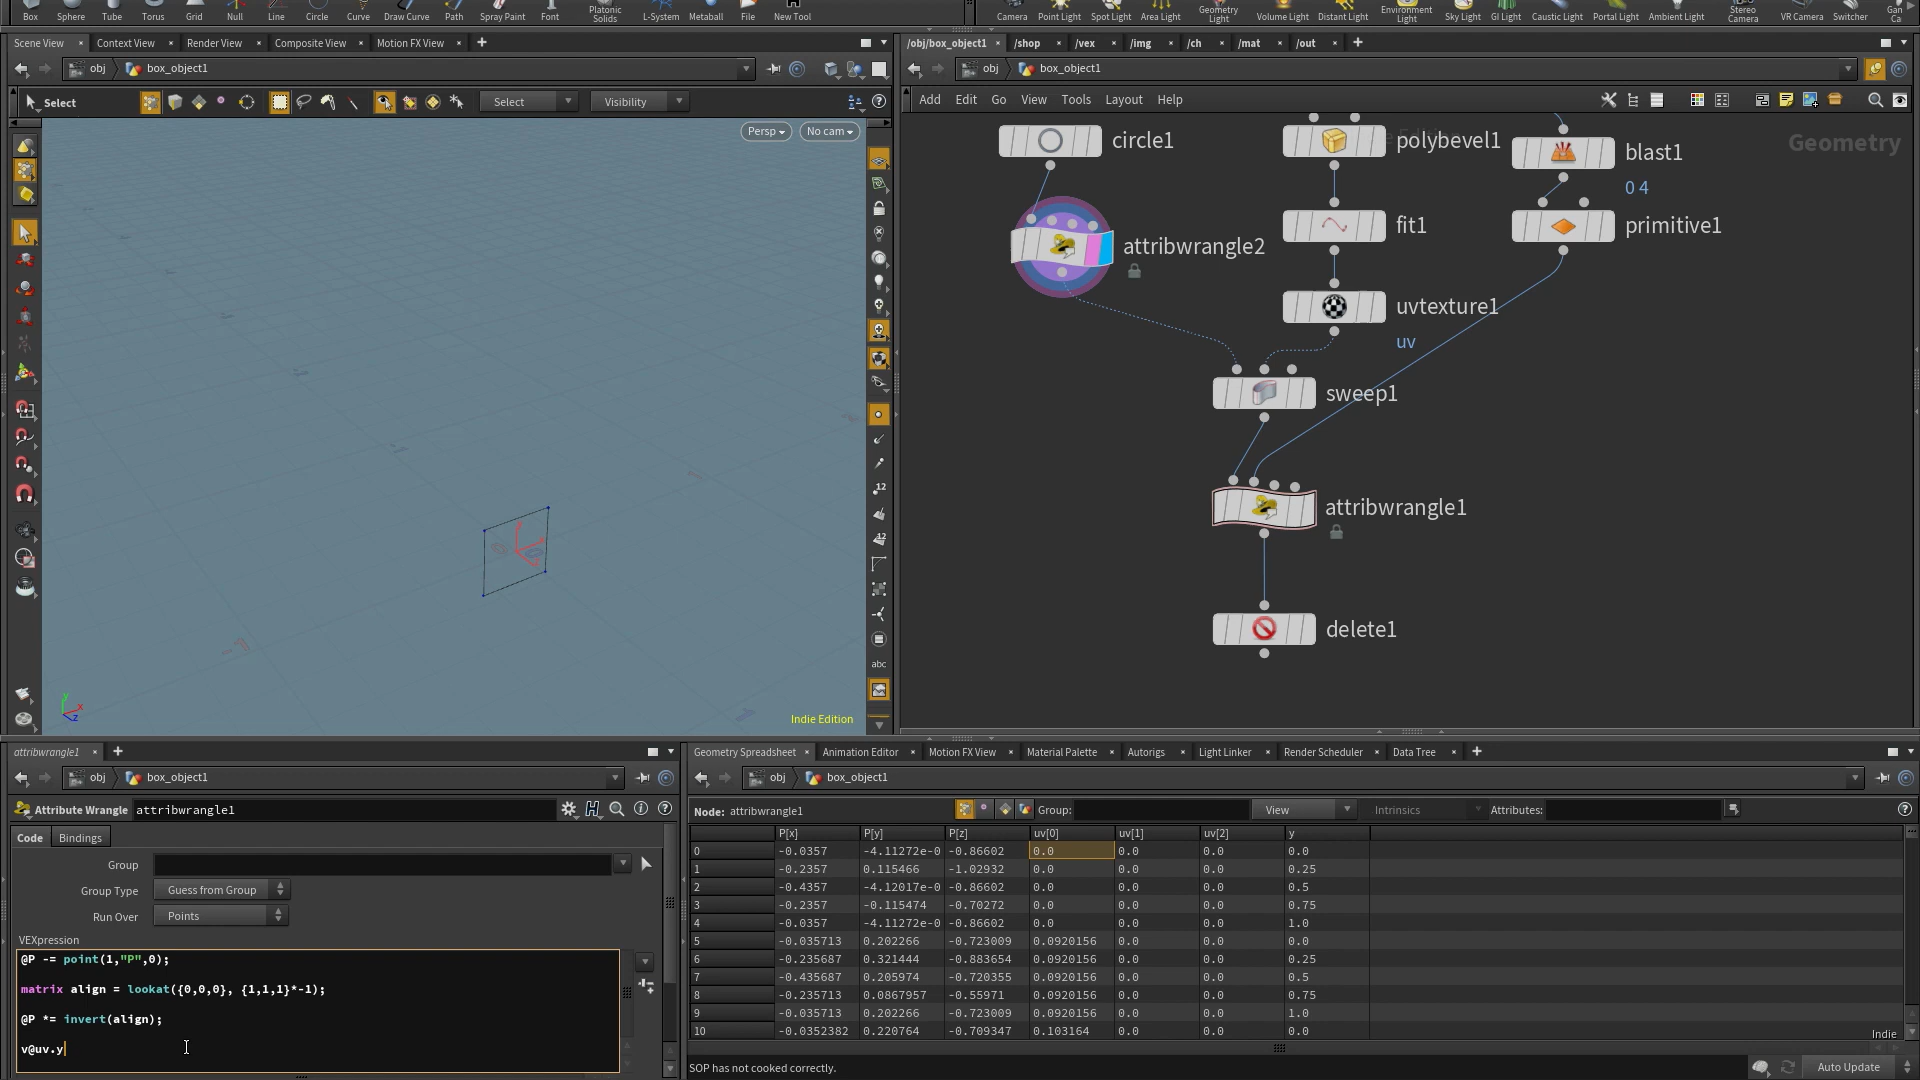 Box Sphere Tube Torus Grid Null Line Circle Curve Draw Curve Path Spray Paint Font Platonic Solids L-System Metaball File New Tool
Camera Point Light Spot Light Area Light Geometry Light Volume Light Distant Light Environment Light Sky Light GI Light Caustic Light Portal Light Ambient Light Stereo Camera VR Camera Switcher
Scene View Context View Render View Composite View Motion FX View
/obj/box_object1 /shop /vex /img /ch /mat /out
obj box_object1
obj box_object1
Select Select Visibility
Add Edit Go View Tools Layout Help
Persp No cam
Geometry
circle1
polybevel1
blast1
0 4
attribwrangle2
fit1
primitive1
uvtexture1
uv
sweep1
attribwrangle1
delete1
12
12
abc
y
x
z
Indie Edition
attribwrangle1
Geometry Spreadsheet Animation Editor Motion FX View Material Palette Autorigs Light Linker Render Scheduler Data Tree
obj box_object1
obj box_object1
Attribute Wrangle attribwrangle1
Node: attribwrangle1 Group: View Intrinsics Attributes:
Code Bindings
Group
Group Type Guess from Group
Run Over Points
VEXpression
@P -= point(1,"P",0);
matrix align = lookat({0,0,0}, {1,1,1}*-1);
@P *= invert(align);
v@uv.y
P[x] P[y] P[z] uv[0] uv[1] uv[2] y
0 -0.0357 -4.11272e-0 -0.86602 0.0 0.0 0.0 0.0
1 -0.2357 0.115466 -1.02932 0.0 0.0 0.0 0.25
2 -0.4357 -4.12017e-0 -0.86602 0.0 0.0 0.0 0.5
3 -0.2357 -0.115474 -0.70272 0.0 0.0 0.0 0.75
4 -0.0357 -4.11272e-0 -0.86602 0.0 0.0 0.0 1.0
5 -0.035713 0.202266 -0.723009 0.0920156 0.0 0.0 0.0
6 -0.235687 0.321444 -0.883654 0.0920156 0.0 0.0 0.25
7 -0.435687 0.205974 -0.720355 0.0920156 0.0 0.0 0.5
8 -0.235713 0.0867957 -0.55971 0.0920156 0.0 0.0 0.75
9 -0.035713 0.202266 -0.723009 0.0920156 0.0 0.0 1.0
10 -0.0352382 0.220764 -0.709347 0.103164 0.0 0.0 0.0
Indie
SOP has not cooked correctly.
Auto Update